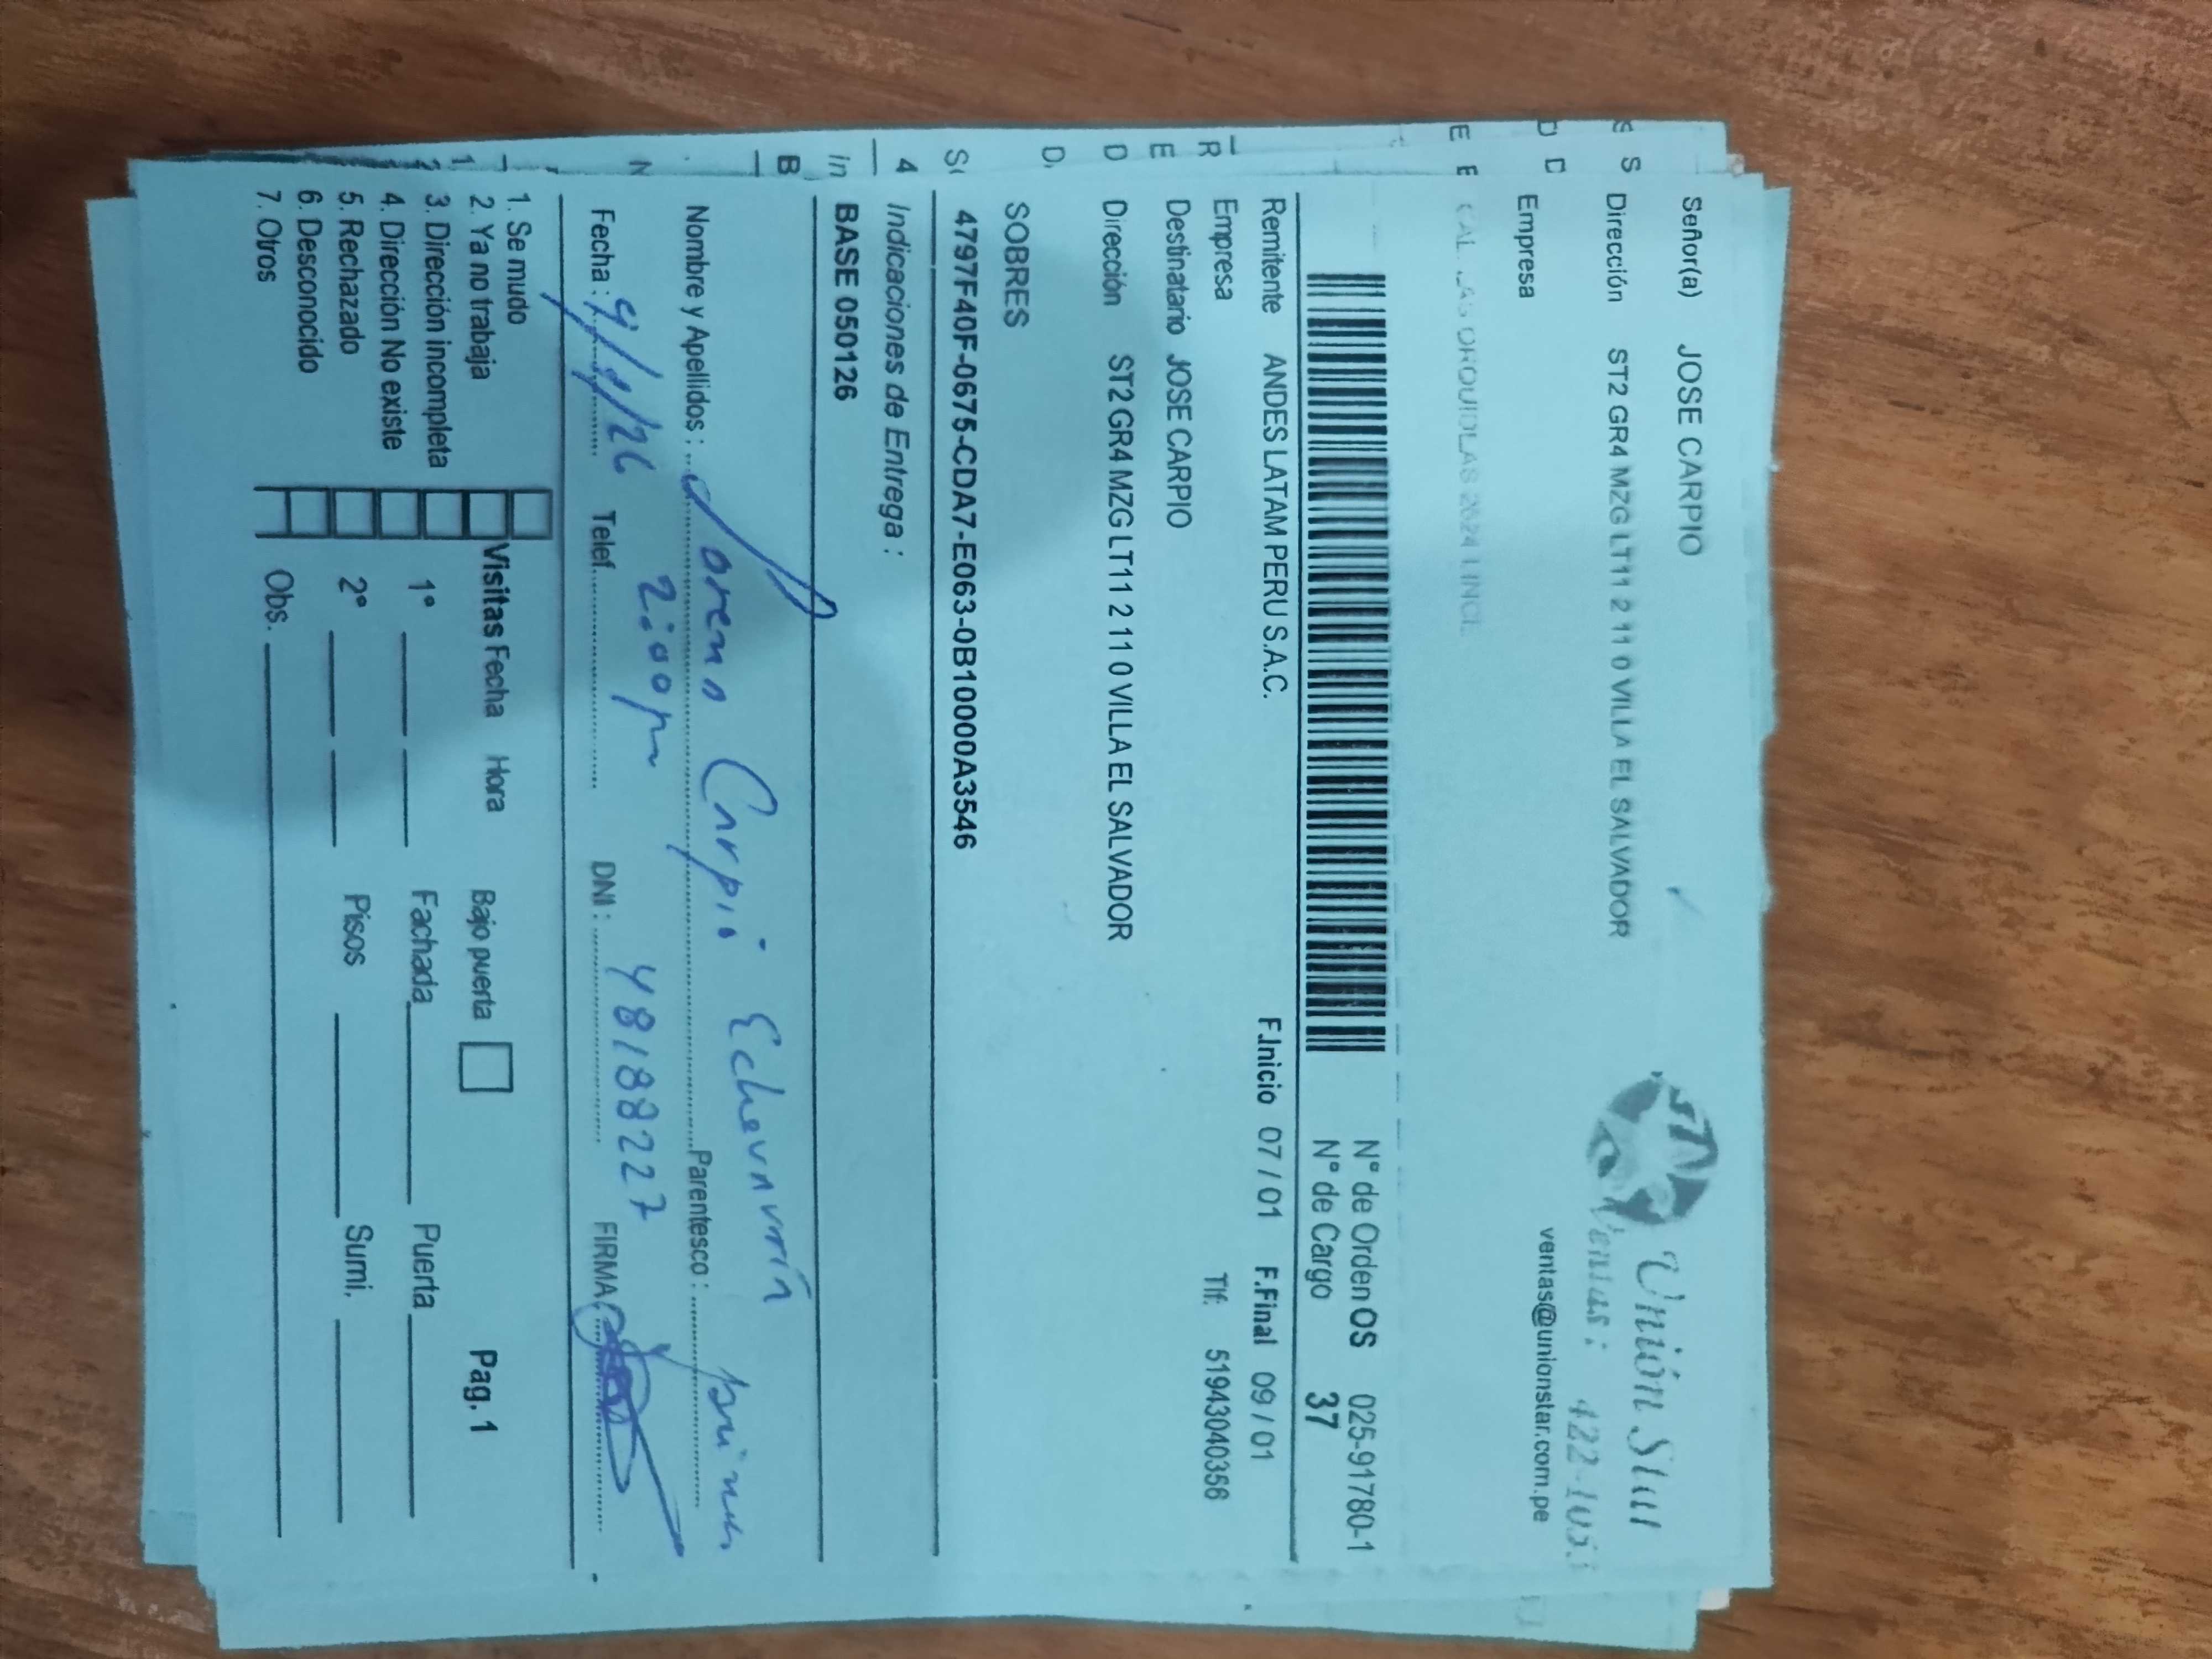 Señor(a) JOSE CARPIO
Dirección ST2 GR4 MZG LT11 2 11 0 VILLA EL SALVADOR
Empresa
Unión Star
Ventas: 422-
ventas@unionstar.com.pe
N° de Orden OS 025-91780-1
N° de Cargo 37
Remitente ANDES LATAM PERU S.A.C. F.Inicio 07 / 01 F.Final 09 / 01
Empresa Tlf: 51943040356
Destinatario JOSE CARPIO
Dirección ST2 GR4 MZG LT11 2 11 0 VILLA EL SALVADOR
SOBRES
4797F40F-0675-CDA7-E063-0B10000A3546
Indicaciones de Entrega :
BASE 050126
Nombre y Apellidos : Carpio Echevarría Parentesco :
2:00 pm
Fecha : 9/1/26 Telef. DNI : 48188227 FIRMA:
1. Se mudo
2. Ya no trabaja
3. Dirección incompleta
4. Dirección No existe
5. Rechazado
6. Desconocido
7. Otros
Visitas Fecha Hora Bajo puerta Pag. 1
1° Fachada Puerta
2° Pisos Sumi.
Obs.